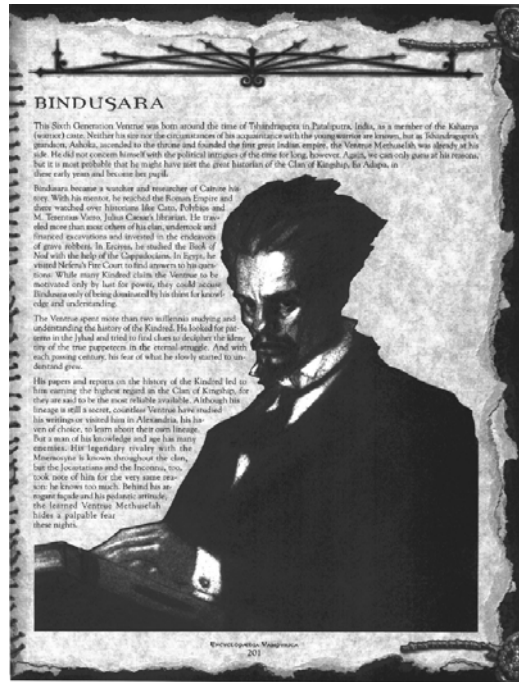 BINDUSARA
This Sixth Generation Ventrue was born around the time of Tshandragupta in Pataliputra, India, as a member of the Kshatrya
(warrior) caste. Neither his sire nor the circumstances of his acquaintance with the young warrior are known, but as Tshandragupta's
grandson, Ashoka, ascended to the throne and founded the first great Indian empire, the Ventrue Methuselah was already at his
side. He did not concern himself with the political intrigues of the time for long, however. Again, we can only guess at his reasons,
but it is most probable that he might have met the great historian of the Clan of Kingship, for Adapa, in
these early years and become her pupil.
Bindusara became a watcher and researcher of Cainite his-
tory. With his mentor, he reached the Roman Empire and
there watched over historians like Cato, Polybius and
M. Terentius Varro, Julius Caesar's librarian. He trav-
eled more than most others of his clan, undertook and
financed excavations and invested in the endeavors
of grave robbers. In Erciyes, he studied the Book of
Nod with the help of the Cappadocians. In Egypt, he
visited Neferu's Fire Court to find answers to his ques-
tions. While many Kindred claim the Ventrue to be
motivated only by lust for power, they could accuse
Bindusara only of being dominated by his thirst for knowl-
edge and understanding.
The Ventrue spent more than two millennia studying and
understanding the history of the Kindred. He looked for pat-
terns in the Jyhad and tried to find clues to decipher the iden-
tity of the true puppeteers in the eternal struggle. And with
each passing century, his fear of what he slowly started to un-
derstand grew.
His papers and reports on the history of the Kindred led to
him earning the highest regard in the Clan of Kingship, for
they are said to be the most reliable available. Although his
lineage is still a secret, countless Ventrue have studied
his writings or visited him in Alexandria, his ha-
ven of choice, to learn about their own lineage.
But a man of his knowledge and age has many
enemies. His legendary rivalry with the
Mnemosyne is known throughout the clan,
but the Jocastatians and the Inconnu, too,
took note of him for the very same rea-
son: he knows too much. Behind his ar-
rogant façade and his pedantic attitude,
the learned Ventrue Methuselah
hides a palpable fear
these nights.
ENCYCLOPAEDIA VAMPIRICA
201